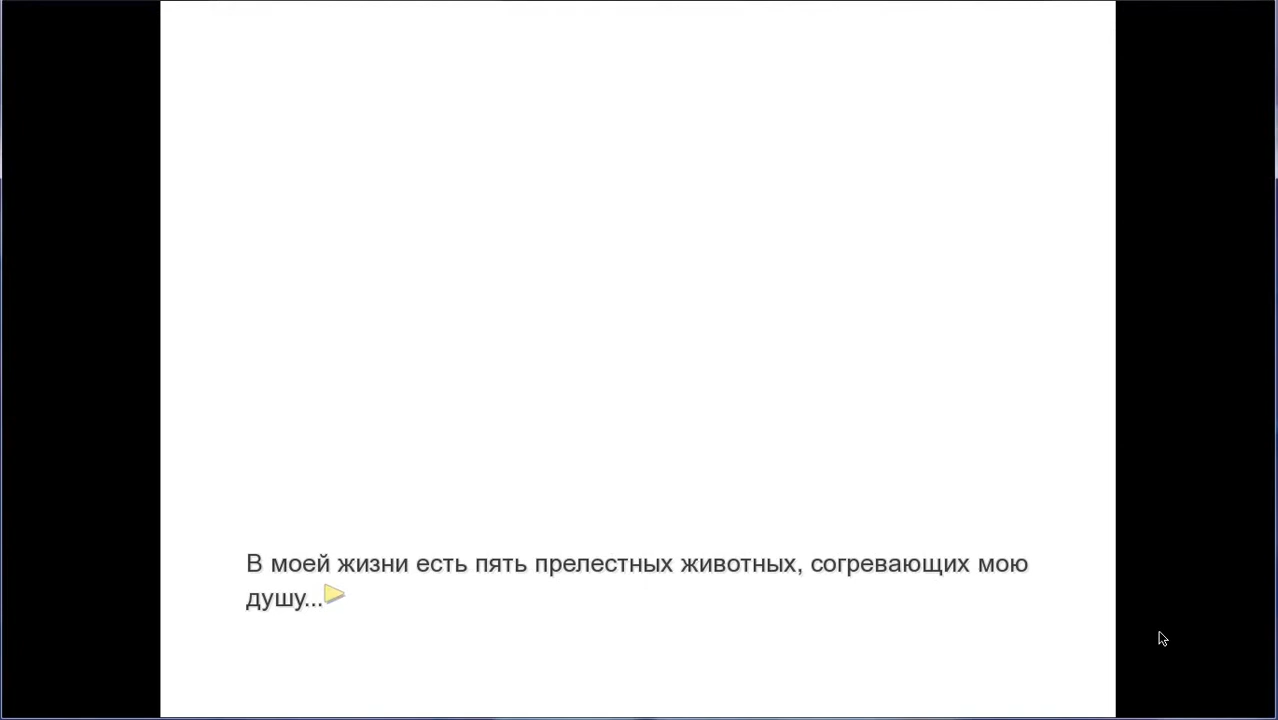 В моей жизни есть пять прелестных животных, согревающих мою
душу...